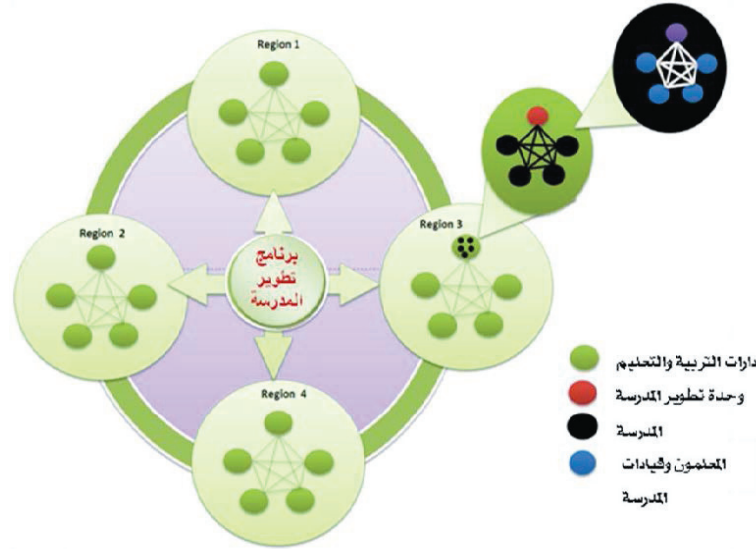 Region 1
Region 2
Region 3
برنامج
تطوير
المدرسة
Region 4
دارات التربية والتعليم
وحدة تطوير المدرسة
المدرسة
المعلمون وقيادات
المدرسة